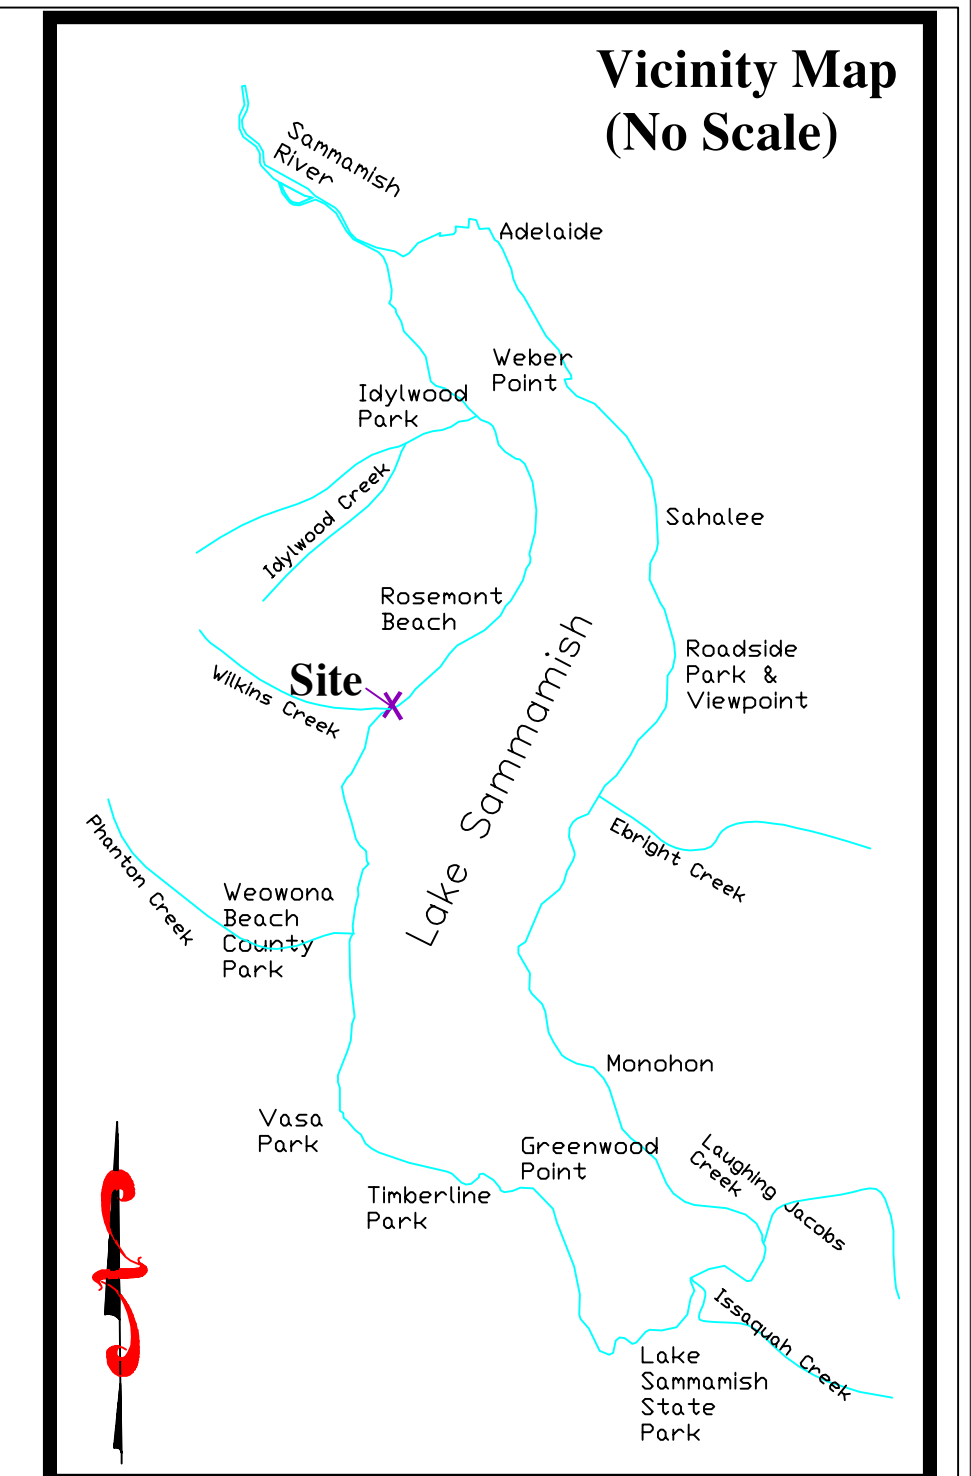 Vicinity Map
(No Scale)
Sammamish
River
Adelaide
Weber
Point
Idylwood
Park
Idylwood Creek
Sahalee
Rosemont
Beach
Roadside
Park &
Viewpoint
Site
Wilkins Creek
Lake Sammamish
Ebright Creek
Phanton Creek
Weowona
Beach
County
Park
Monohon
Vasa
Park
Greenwood
Point
Laughing Jacobs
Creek
Timberline
Park
Issaquah Creek
Lake
Sammamish
State
Park